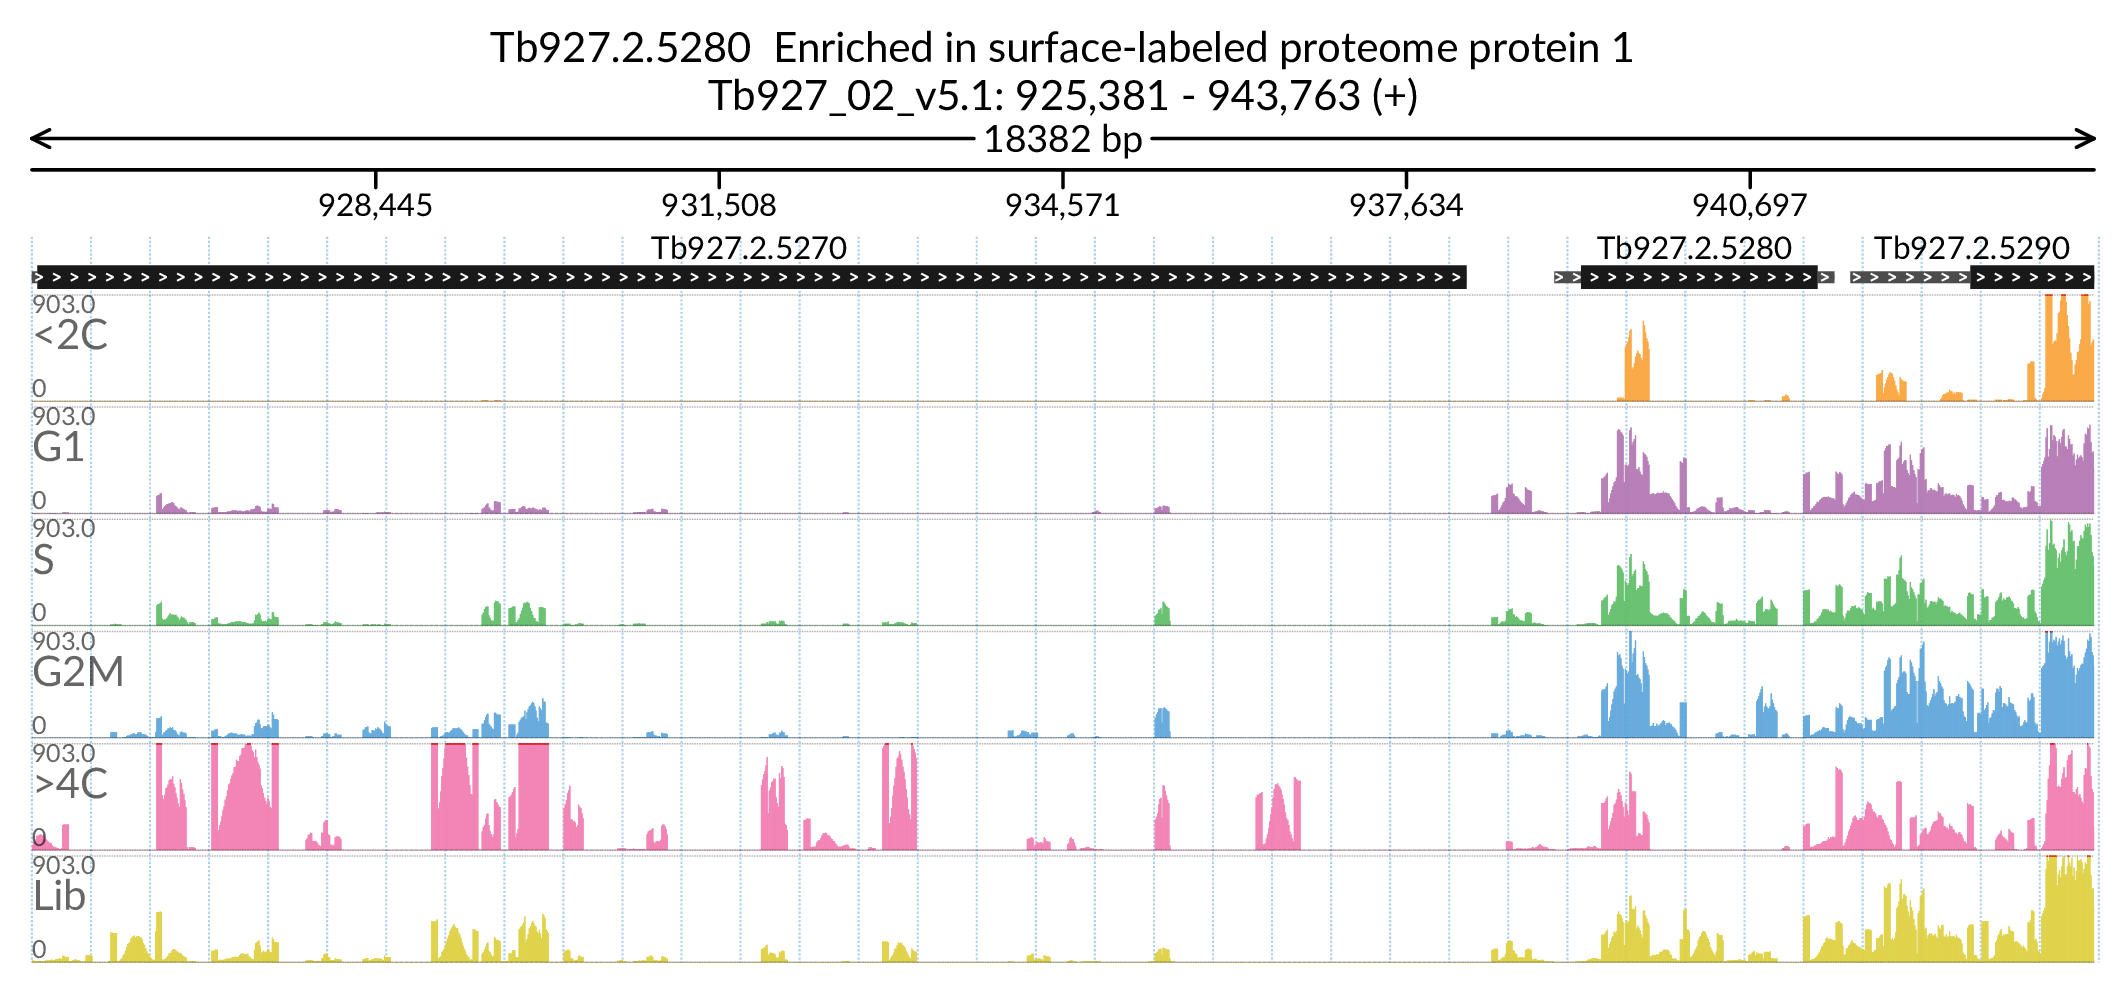 Tb927.2.5280 Enriched in surface-labeled proteome protein 1
Tb927_02_v5.1: 925,381 - 943,763 (+)
18382 bp
928,445 931,508 934,571 937,634 940,697
Tb927.2.5270 Tb927.2.5280 Tb927.2.5290
903.0
<2C
0
903.0
G1
0
903.0
S
0
903.0
G2M
0
903.0
>4C
0
903.0
Lib
0